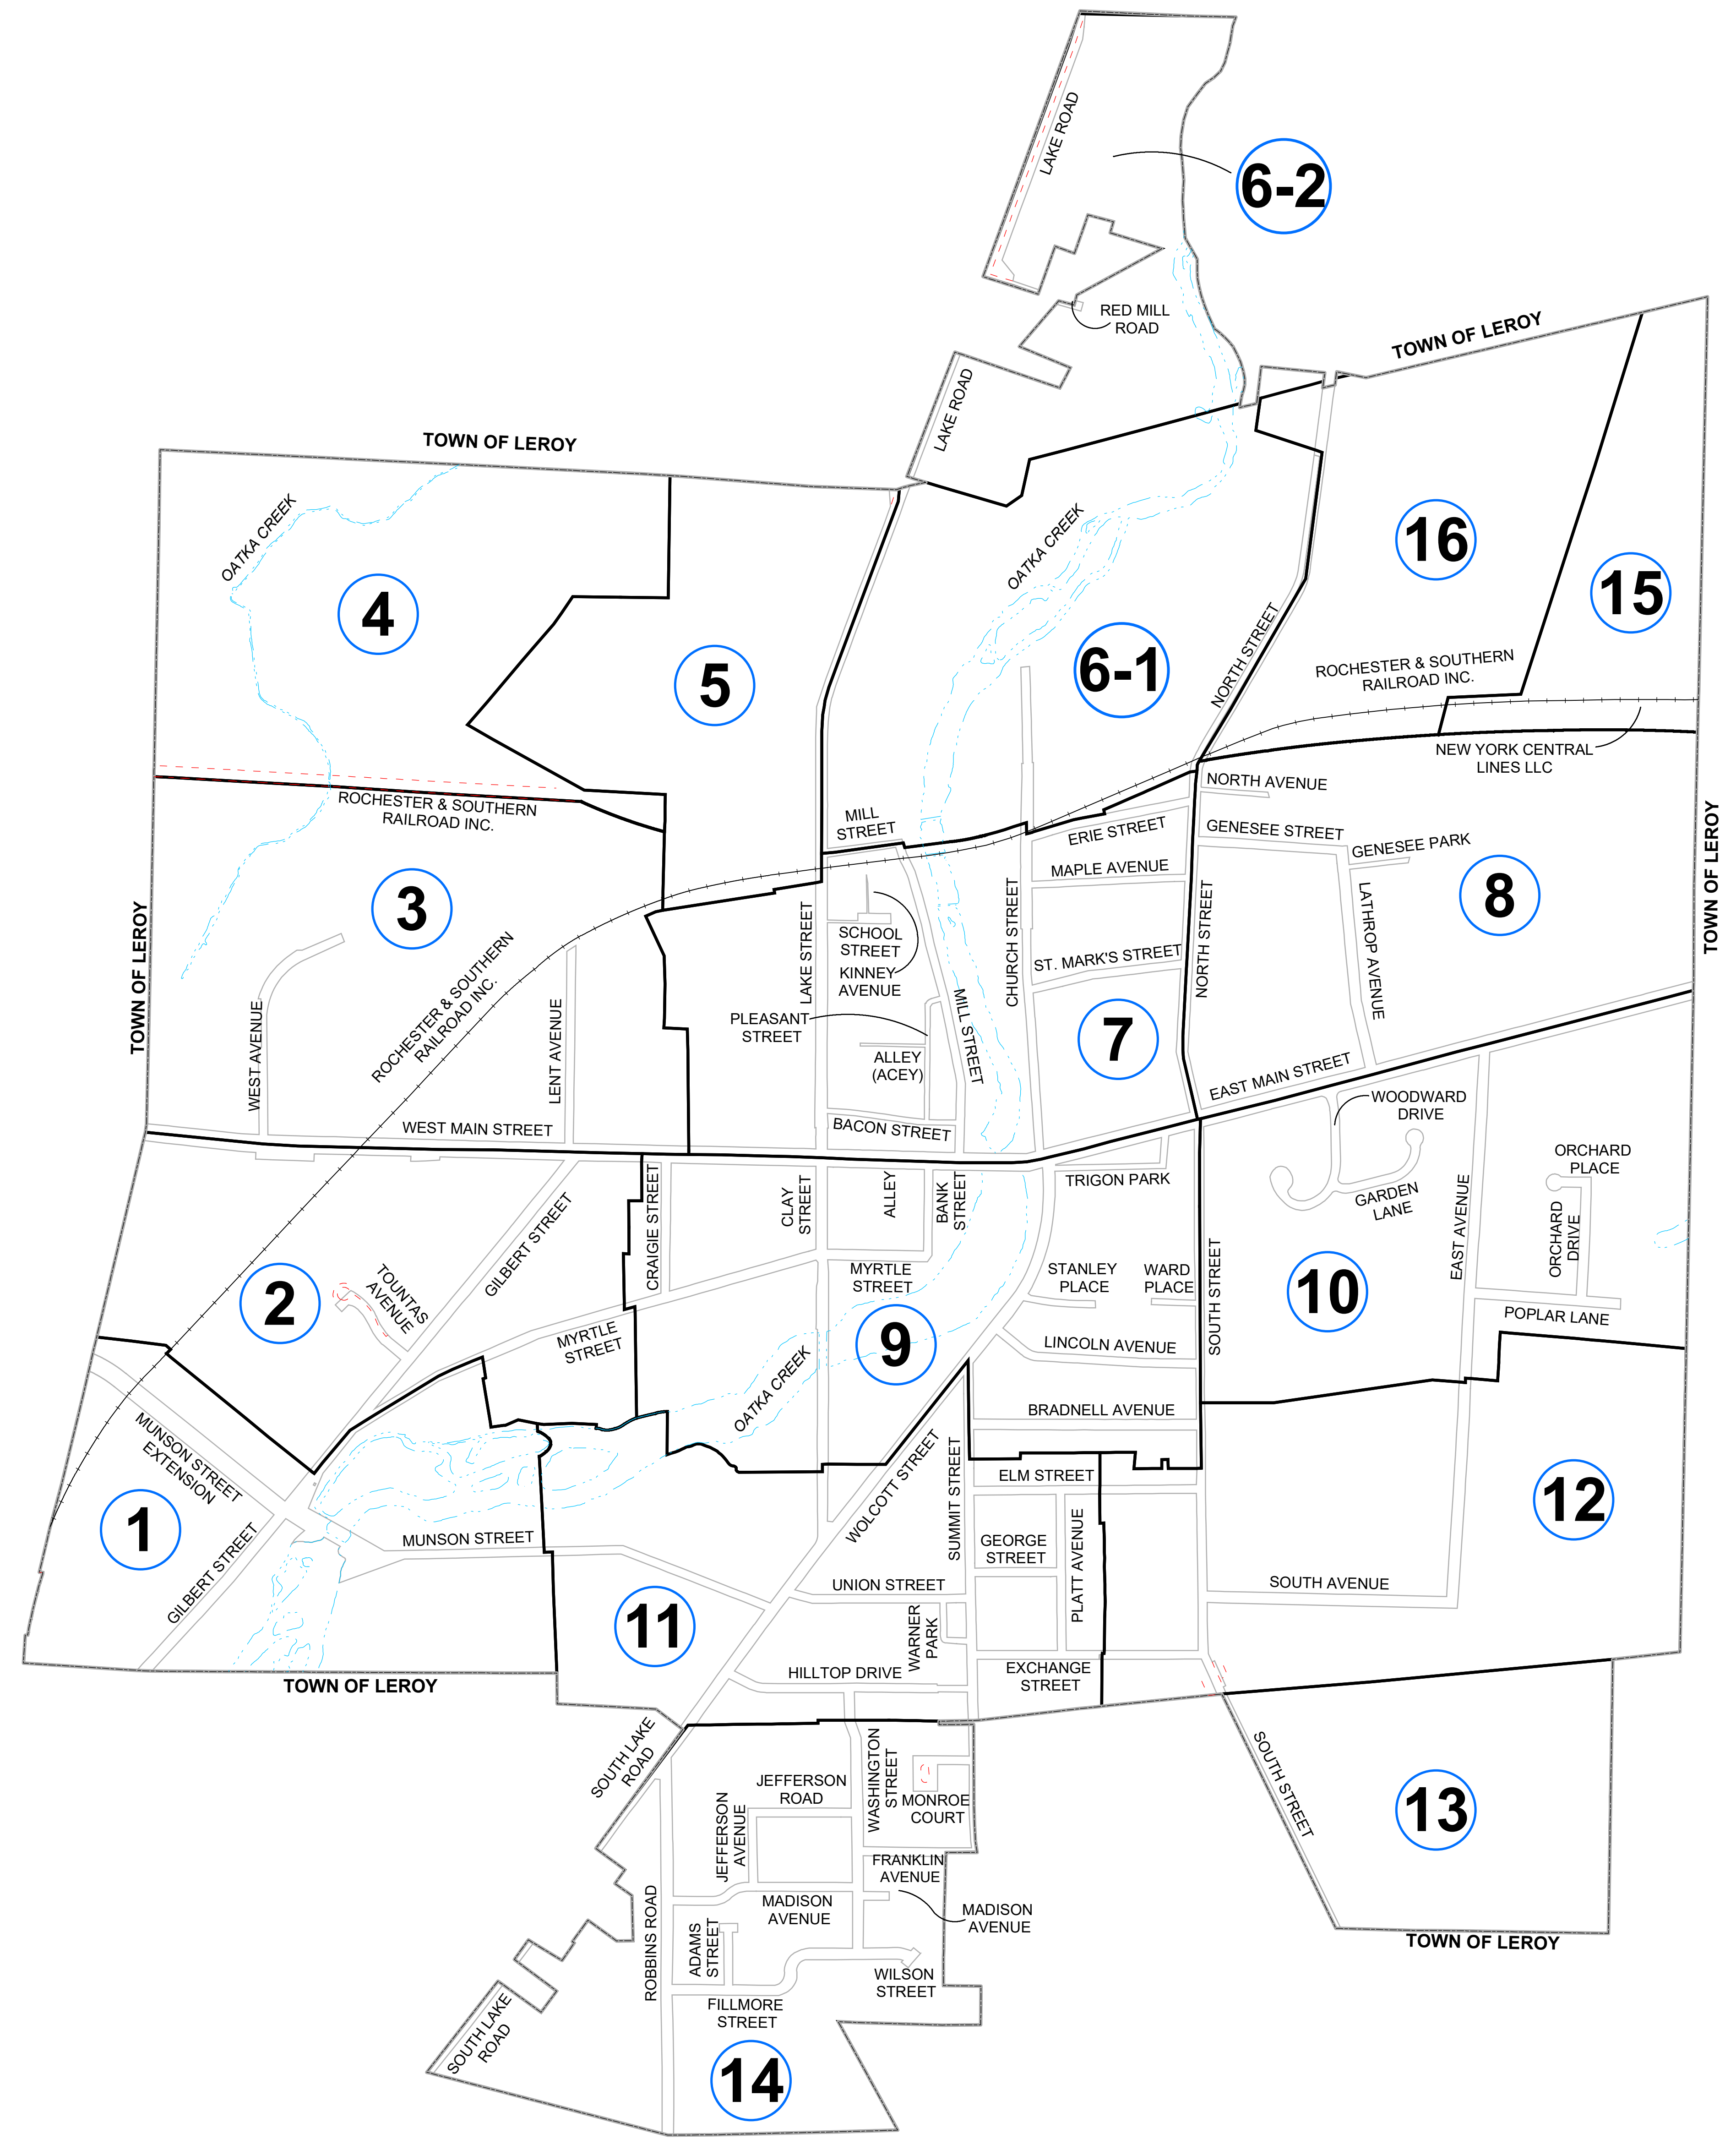 6-2
LAKE ROAD
RED MILL
ROAD
TOWN OF LEROY
LAKE ROAD
TOWN OF LEROY
OATKA CREEK
OATKA CREEK
16
15
4
5
6-1
NORTH STREET
ROCHESTER & SOUTHERN
RAILROAD INC.
NEW YORK CENTRAL
LINES LLC
ROCHESTER & SOUTHERN
RAILROAD INC.
MILL
STREET
ERIE STREET
NORTH AVENUE
GENESEE STREET
GENESEE PARK
TOWN OF LEROY
MAPLE AVENUE
3
8
TOWN OF LEROY
LAKE STREET
SCHOOL
STREET
KINNEY
AVENUE
CHURCH STREET
ST. MARK'S STREET
NORTH STREET
LATHROP AVENUE
WEST AVENUE
ROCHESTER & SOUTHERN
RAILROAD INC.
LENT AVENUE
PLEASANT
STREET
MILL STREET
ALLEY
(ACEY)
7
EAST MAIN STREET
WEST MAIN STREET
BACON STREET
WOODWARD
DRIVE
ORCHARD
PLACE
TRIGON PARK
CRAIGIE STREET
CLAY
STREET
ALLEY
BANK
STREET
GARDEN
LANE
EAST AVENUE
ORCHARD
DRIVE
GILBERT STREET
MYRTLE
STREET
STANLEY
PLACE
WARD
PLACE
SOUTH STREET
10
2
TOUNTAS
AVENUE
MYRTLE
STREET
9
LINCOLN AVENUE
POPLAR LANE
OATKA CREEK
BRADNELL AVENUE
MUNSON STREET
EXTENSION
WOLCOTT STREET
SUMMIT STREET
ELM STREET
12
1
GILBERT STREET
MUNSON STREET
GEORGE
STREET
PLATT AVENUE
UNION STREET
SOUTH AVENUE
11
WARNER
PARK
HILLTOP DRIVE
EXCHANGE
STREET
TOWN OF LEROY
SOUTH LAKE
ROAD
JEFFERSON
ROAD
WASHINGTON
STREET
MONROE
COURT
SOUTH STREET
13
JEFFERSON
AVENUE
FRANKLIN
AVENUE
MADISON
AVENUE
MADISON
AVENUE
ROBBINS ROAD
ADAMS
STREET
TOWN OF LEROY
WILSON
STREET
FILLMORE
STREET
SOUTH LAKE
ROAD
14